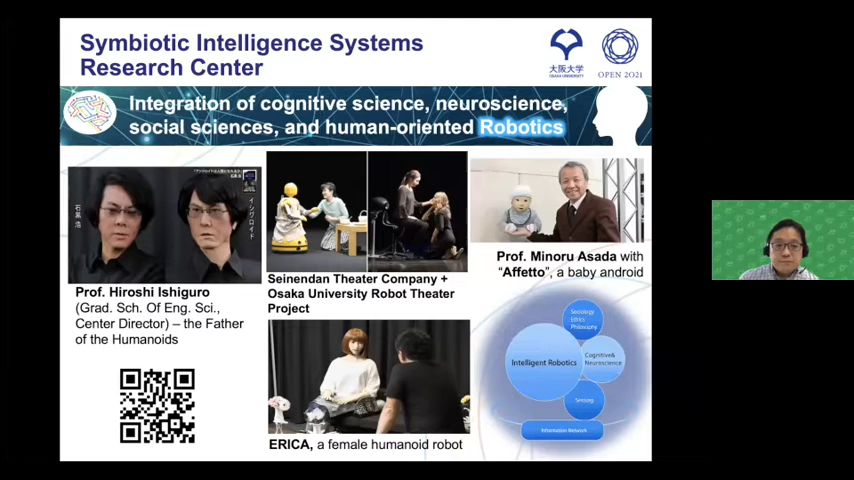 Symbiotic Intelligence Systems
Research Center
大阪大学
OSAKA UNIVERSITY
OPEN 2021
Integration of cognitive science, neuroscience,
social sciences, and human-oriented Robotics
石黒 浩
イシグロイド
Prof. Hiroshi Ishiguro
(Grad. Sch. Of Eng. Sci.,
Center Director) – the Father
of the Humanoids
Seinendan Theater Company +
Osaka University Robot Theater
Project
ERICA, a female humanoid robot
Prof. Minoru Asada with
“Affetto”, a baby android
Sociology
Ethics
Philosophy
Intelligent Robotics
Cognitive&
Neuroscience
Sensing
Information Network